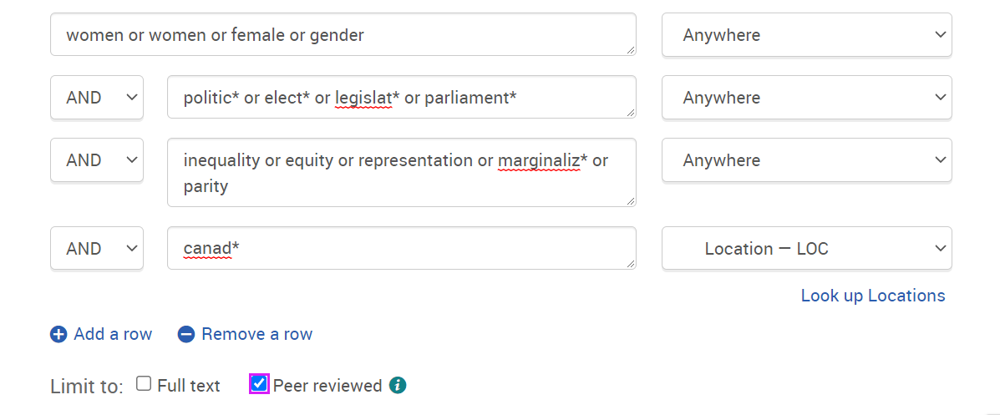 women or women or female or gender Anywhere
AND politic* or elect* or legislat* or parliament* Anywhere
AND inequality or equity or representation or marginaliz* or Anywhere
parity
AND canad* Location — LOC
Look up Locations
Add a row Remove a row
Limit to: Full text Peer reviewed i